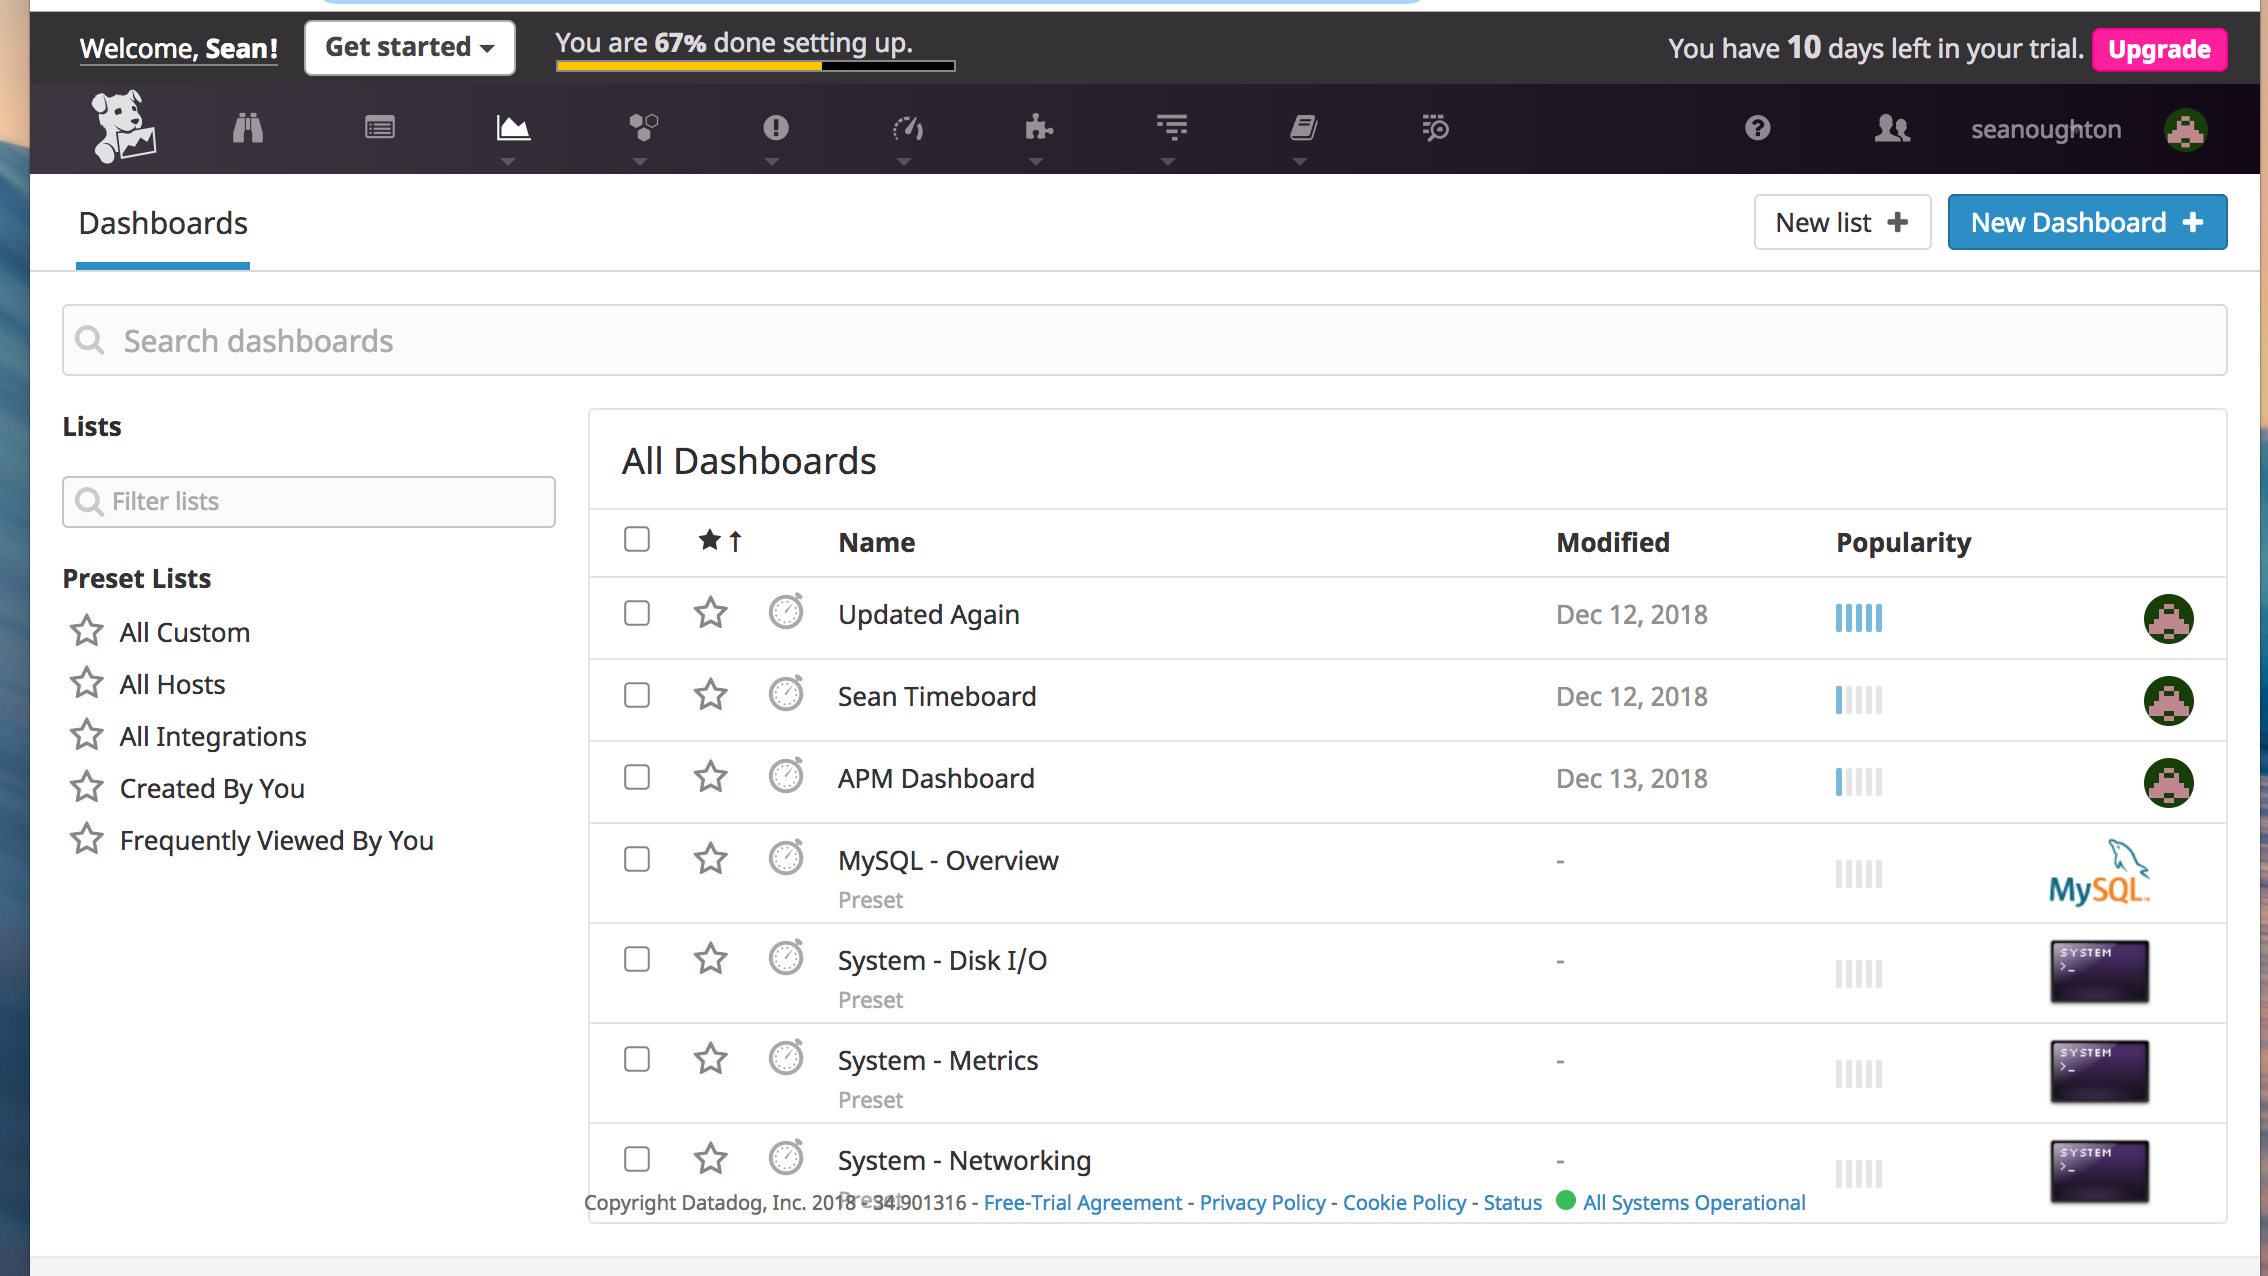 Welcome, Sean!
Get started
You are 67% done setting up.
You have 10 days left in your trial.
Upgrade
seanoughton
Dashboards
New list +
New Dashboard +
Search dashboards
Lists
Filter lists
Preset Lists
All Custom
All Hosts
All Integrations
Created By You
Frequently Viewed By You
All Dashboards
Name Modified Popularity
Updated Again Dec 12, 2018
Sean Timeboard Dec 12, 2018
APM Dashboard Dec 13, 2018
MySQL - Overview -
Preset
MySQL
System - Disk I/O -
Preset
SYSTEM
>_
System - Metrics -
Preset
SYSTEM
>_
System - Networking -
Preset
SYSTEM
>_
Copyright Datadog, Inc. 2018 - 34.901316 - Free-Trial Agreement - Privacy Policy - Cookie Policy - Status All Systems Operational